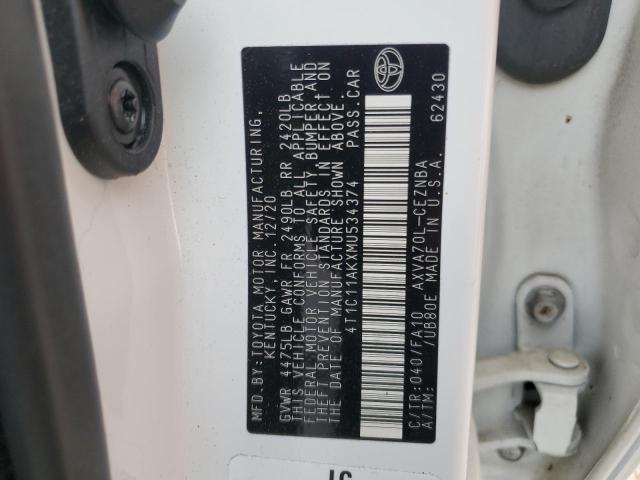 MFD.BY:TOYOTA MOTOR MANUFACTURING,
KENTUCKY, INC. 12/20
GVWR 4475LB GAWR FR 2490LB RR 2420LB
THIS VEHICLE CONFORMS TO ALL APPLICABLE
FEDERAL MOTOR VEHICLE SAFETY, BUMPER AND
THEFT PREVENTION STANDARDS IN EFFECT ON
THE DATE OF MANUFACTURE SHOWN ABOVE.
4T1C11AKXMU534374 PASS.CAR
C/TR:040/FA10 AXVA70L-CEZNBA
A/TM: /UB80E MADE IN U.S.A. 62430